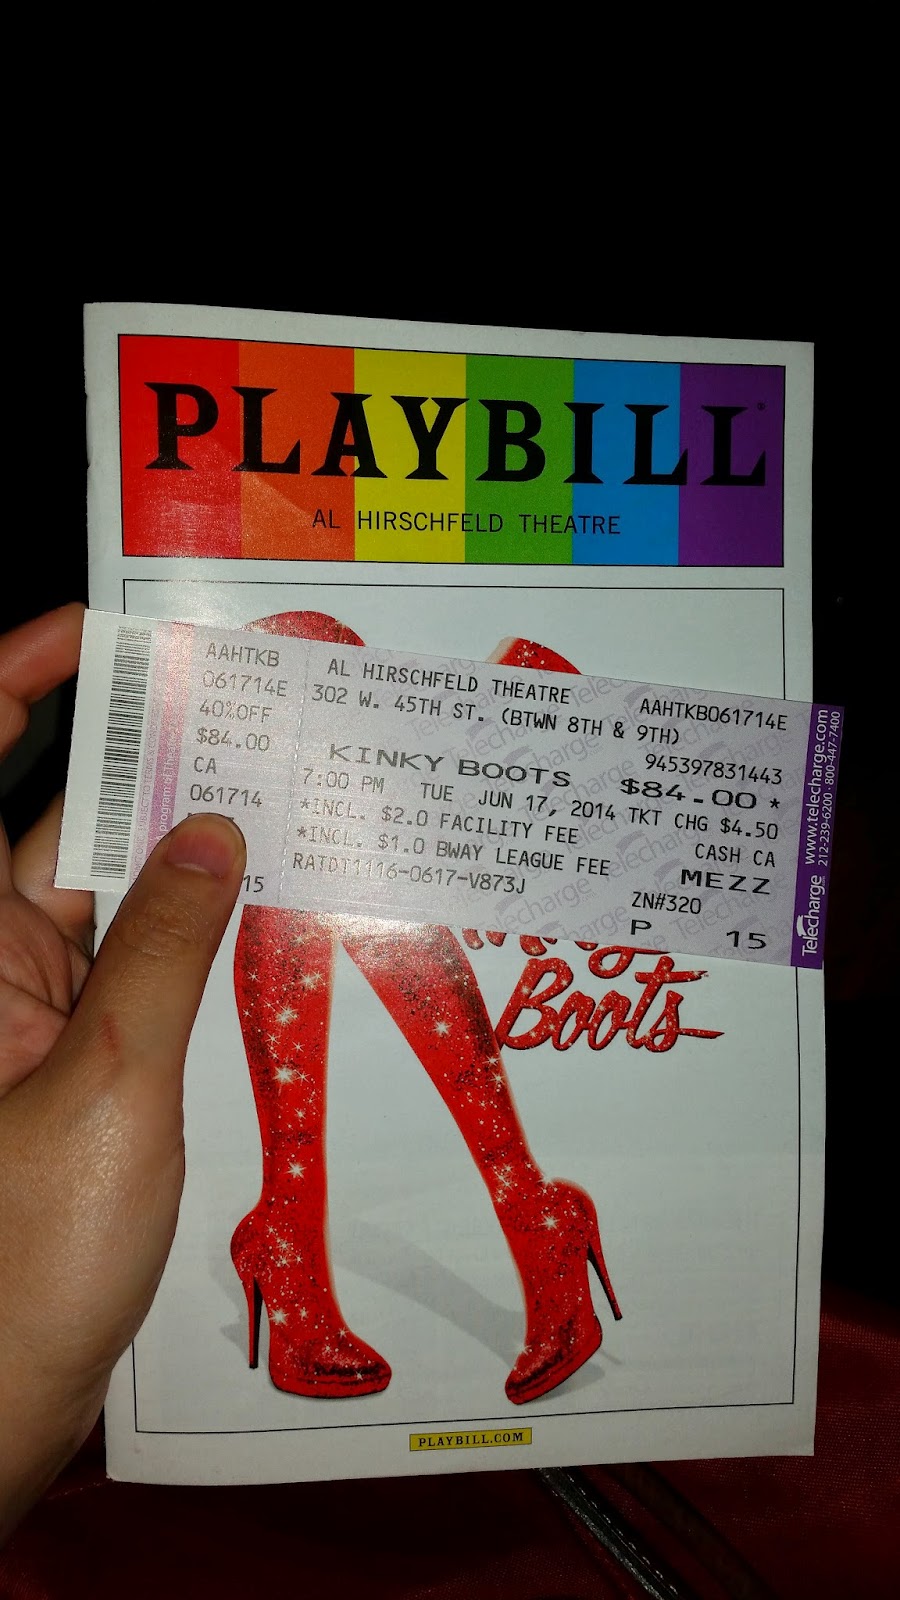 PLAYBILL®
AL HIRSCHFELD THEATRE
AAHTKB
061714E
40%OFF
$84.00
CA
061714
15
AL HIRSCHFELD THEATRE
302 W. 45TH ST. (BTWN 8TH & 9TH)
AAHTKB061714E
945397831443
KINKY BOOTS $84.00 *
7:00 PM TUE JUN 17, 2014 TKT CHG $4.50
*INCL. $2.0 FACILITY FEE CASH CA
*INCL. $1.0 BWAY LEAGUE FEE MEZZ
RATDT1116-0617-V873J ZN#320
P 15
Telecharge www.telecharge.com
212-239-6200 · 800-447-7400
Boots
PLAYBILL.COM